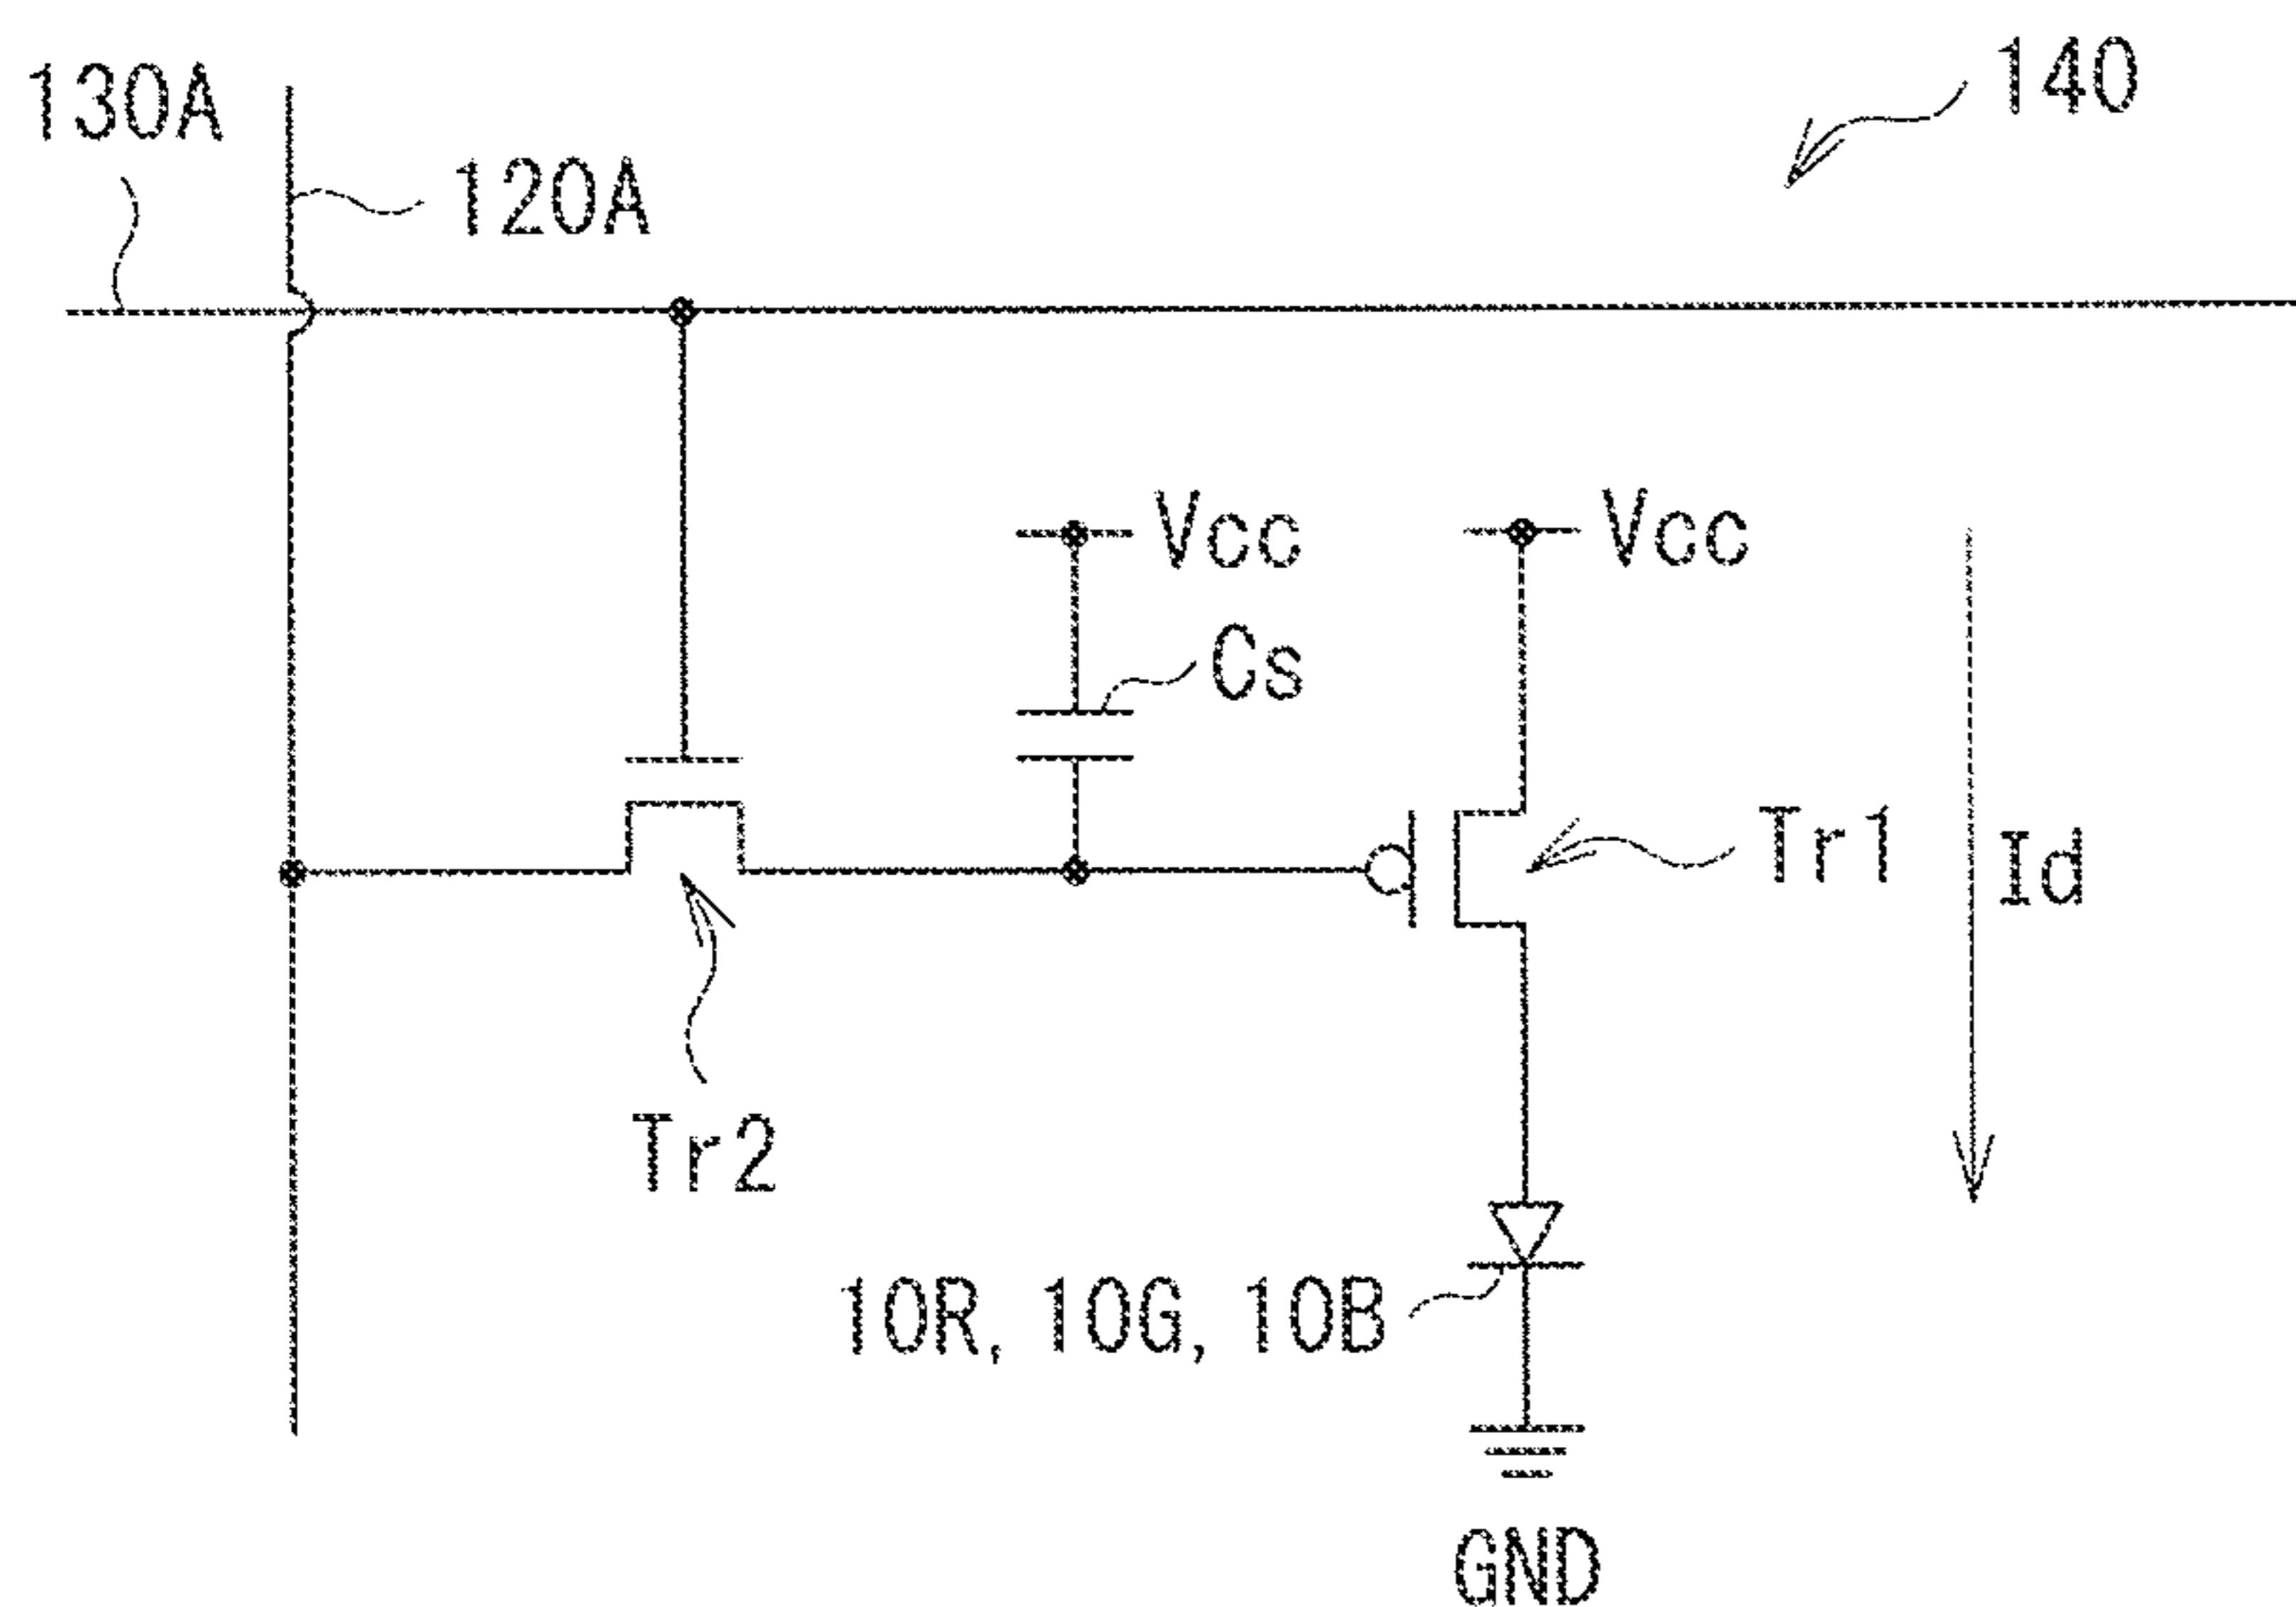 130A
120A
140
Vcc
Vcc
Cs
Tr1
Id
Tr2
10R, 10G, 10B
GND